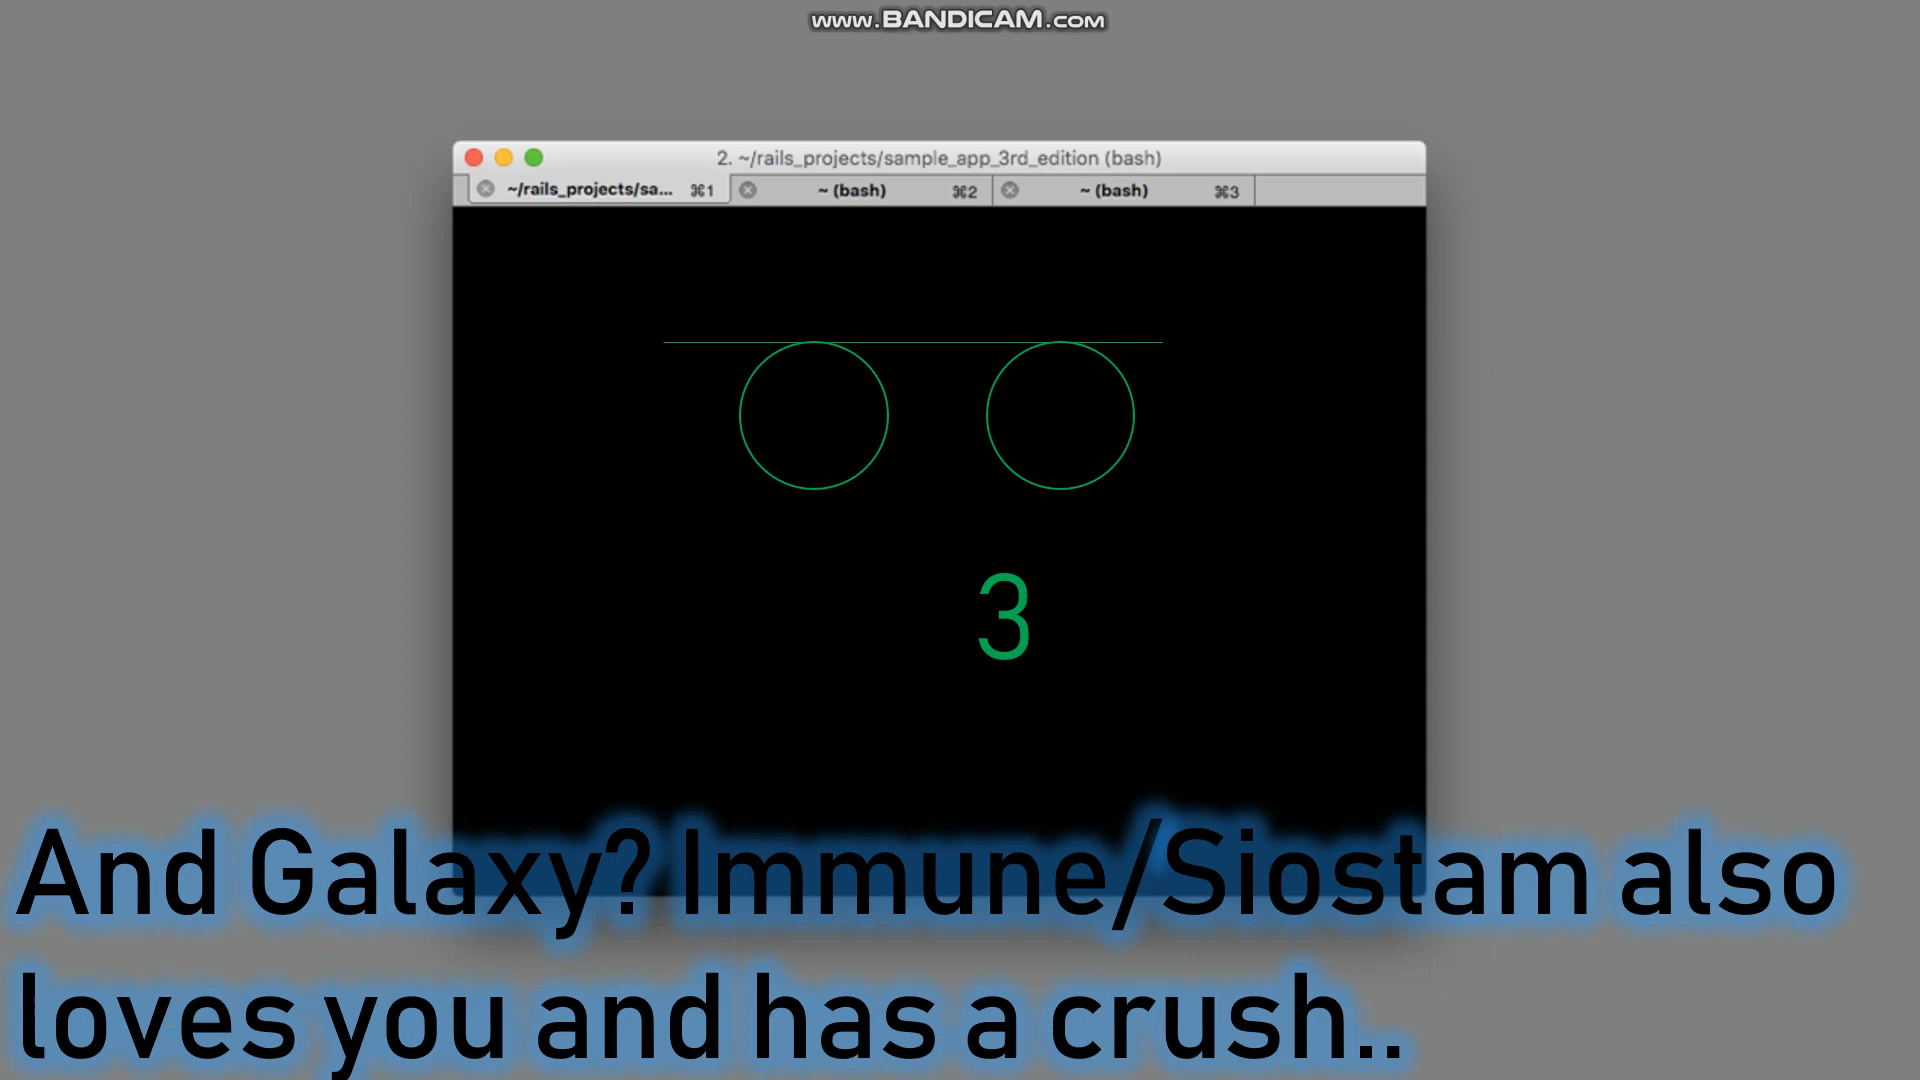 www.BANDICAM.com
2. ~/rails_projects/sample_app_3rd_edition (bash)
~/rails_projects/sa... ⌘1 ~ (bash) ⌘2 ~ (bash) ⌘3
3
And Galaxy? Immune/Siostam also
loves you and has a crush..